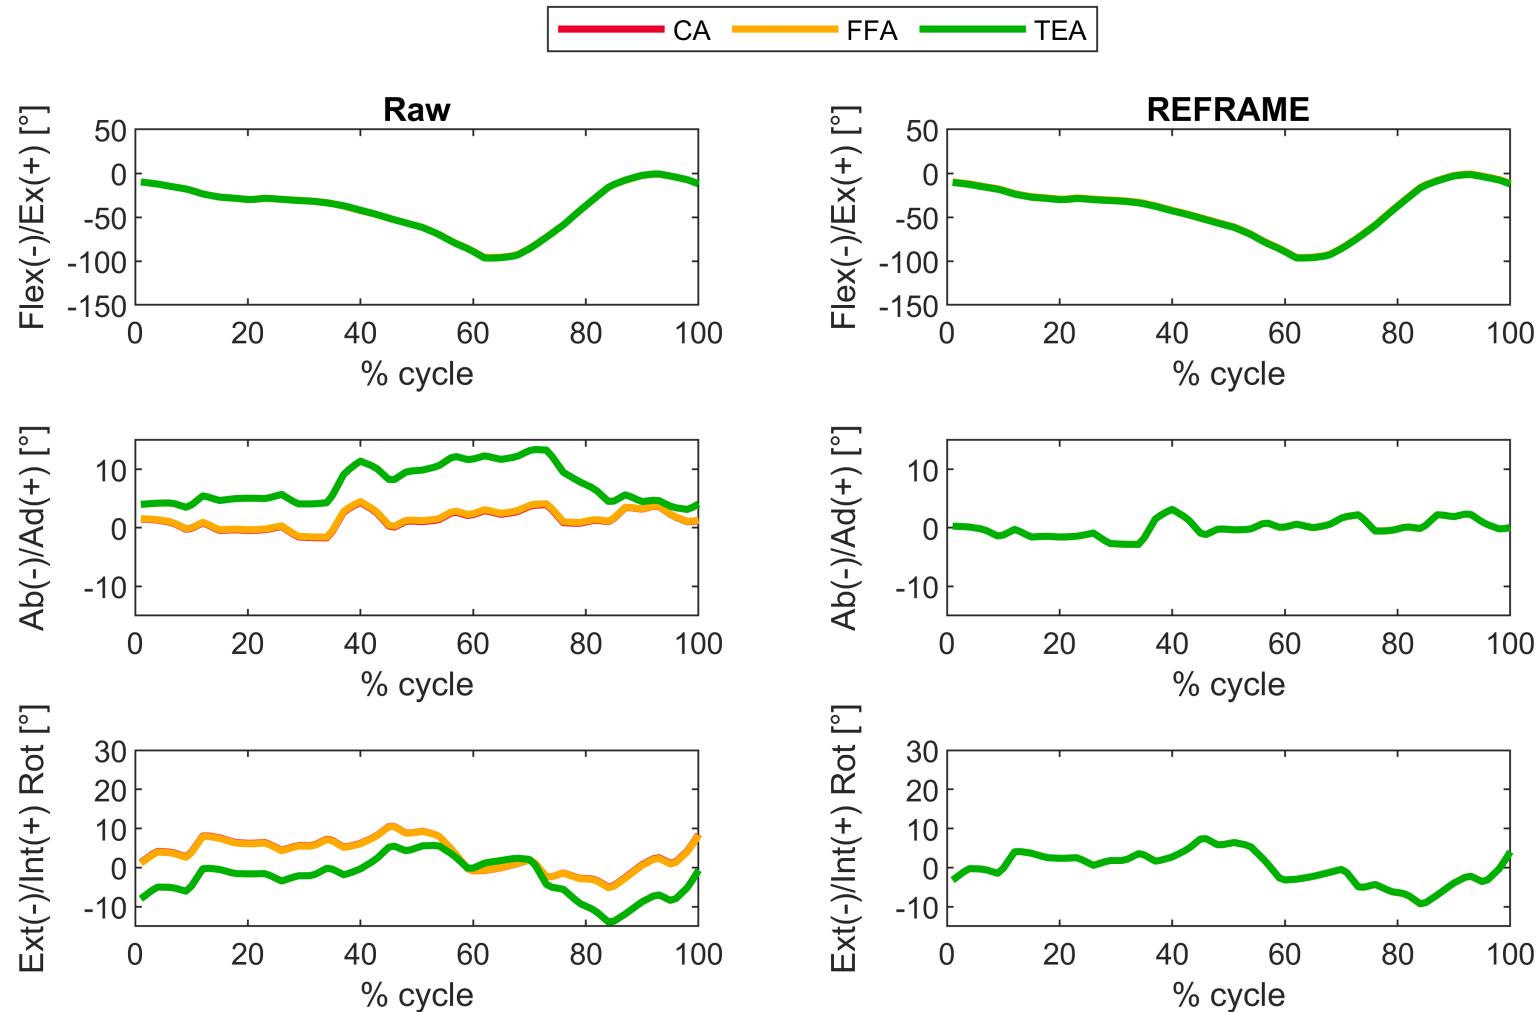 CA FFA TEA
Raw
Flex(-)/Ex(+) [°]
50
0
-50
-100
-150
0 20 40 60 80 100
% cycle
REFRAME
Flex(-)/Ex(+) [°]
50
0
-50
-100
-150
0 20 40 60 80 100
% cycle
Ab(-)/Ad(+) [°]
10
0
-10
0 20 40 60 80 100
% cycle
Ab(-)/Ad(+) [°]
10
0
-10
0 20 40 60 80 100
% cycle
Ext(-)/Int(+) Rot [°]
30
20
10
0
-10
0 20 40 60 80 100
% cycle
Ext(-)/Int(+) Rot [°]
30
20
10
0
-10
0 20 40 60 80 100
% cycle